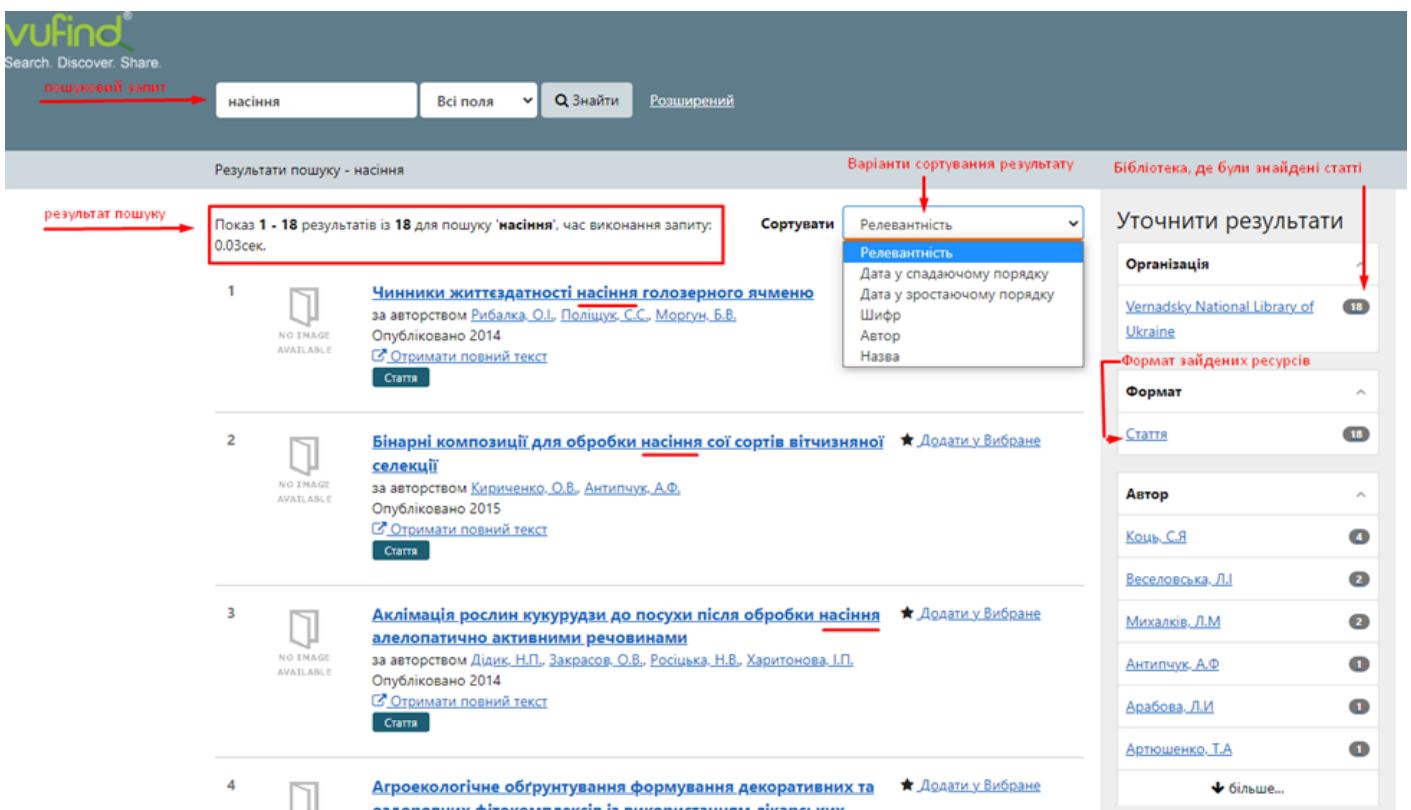 vufind®
Search. Discover. Share.
пошуковий запит
насіння
Всі поля
Знайти
Розширений
Результати пошуку - насіння
Варіанти сортування результату
Бібліотека, де були знайдені статті
результат пошуку
Показ 1 - 18 результатів із 18 для пошуку 'насіння', час виконання запиту:
0.03сек.
Сортувати
Релевантність
Релевантність
Дата у спадаючому порядку
Дата у зростаючому порядку
Шифр
Автор
Назва
1
NO IMAGE
AVAILABLE
Чинники життєздатності насіння голозерного ячменю
за авторством Рибалка, О.І., Поліщук, С.С., Моргун, Б.В.
Опубліковано 2014
Отримати повний текст
Стаття
2
NO IMAGE
AVAILABLE
Бінарні композиції для обробки насіння сої сортів вітчизняної
селекції
за авторством Кириченко, О.В., Антипчук, А.Ф.
Опубліковано 2015
Отримати повний текст
Стаття
Додати у Вибране
3
NO IMAGE
AVAILABLE
Аклімація рослин кукурудзи до посухи після обробки насіння
алелопатично активними речовинами
за авторством Дідик, Н.П., Закрасов, О.В., Росіцька, Н.В., Харитонова, І.П.
Опубліковано 2014
Отримати повний текст
Стаття
Додати у Вибране
4
Агроекологічне обґрунтування формування декоративних та
оздоровчих фітокомплексів із використанням лікарських
Додати у Вибране
Уточнити результати
Організація
Vernadsky National Library of 18
Ukraine
Формат зайдених ресурсів
Формат
Стаття 18
Автор
Коць, С.Я 4
Веселовська, Л.І 2
Михалків, Л.М 2
Антипчук, А.Ф 1
Арабова, Л.И 1
Артюшенко, Т.А 1
більше...